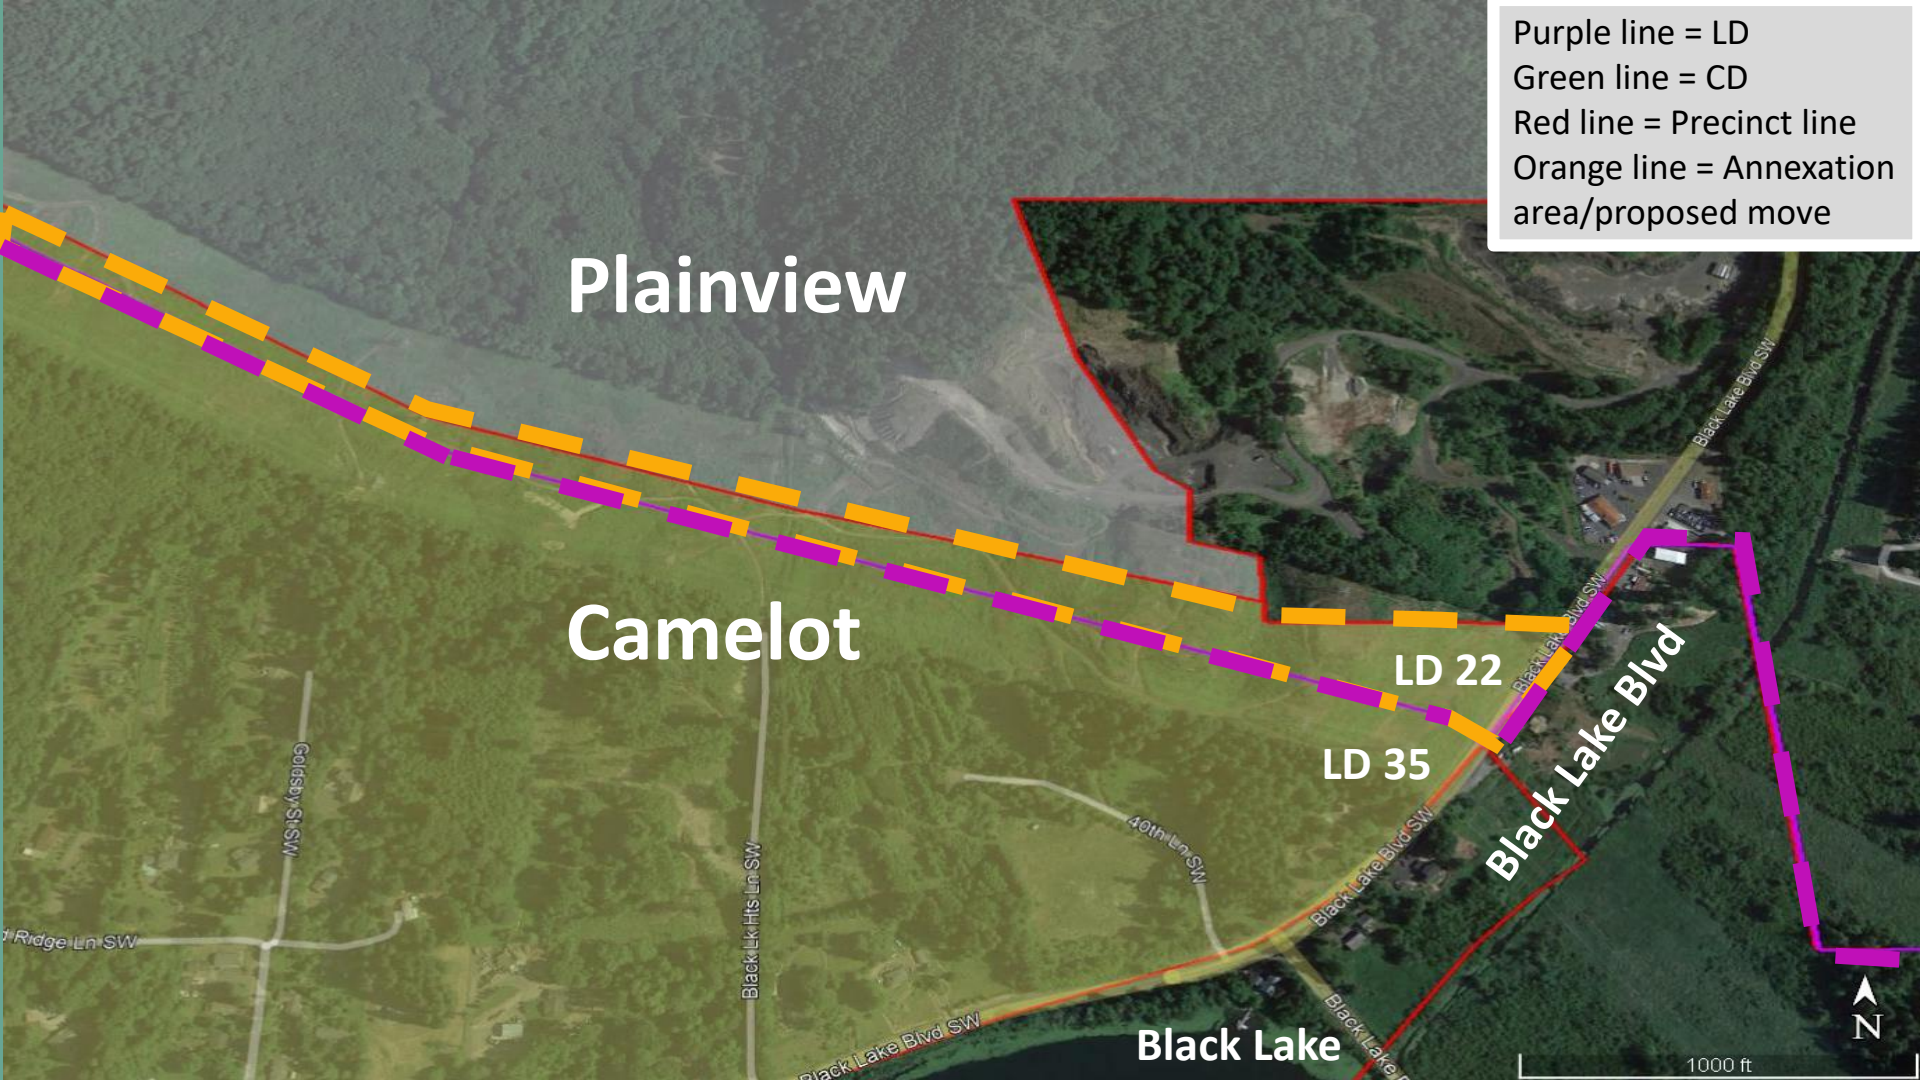 Purple line = LD
Green line = CD
Red line = Precinct line
Orange line = Annexation
area/proposed move
Plainview
Black Lake Blvd SW
Camelot
Black Lake Blvd SW
LD 22
LD 35
Black Lake Blvd
Goldsby St SW
Black Lk Hts Ln SW
40th Ln SW
Black Lake Blvd SW
Ridge Ln SW
Black Lake Blvd SW
Black Lake
Black Lake
N
1000 ft